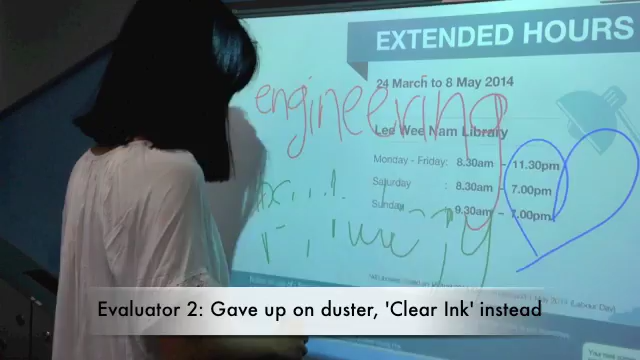 EXTENDED HOURS
24 March to 8 May 2014
engineering
Lee Wee Nam Library
Monday - Friday: 8.30am - 11.30pm
Saturday : 8.30am - 7.00pm
Sunday 9.30am - 7.00pm
Evaluator 2: Gave up on duster, 'Clear Ink' instead